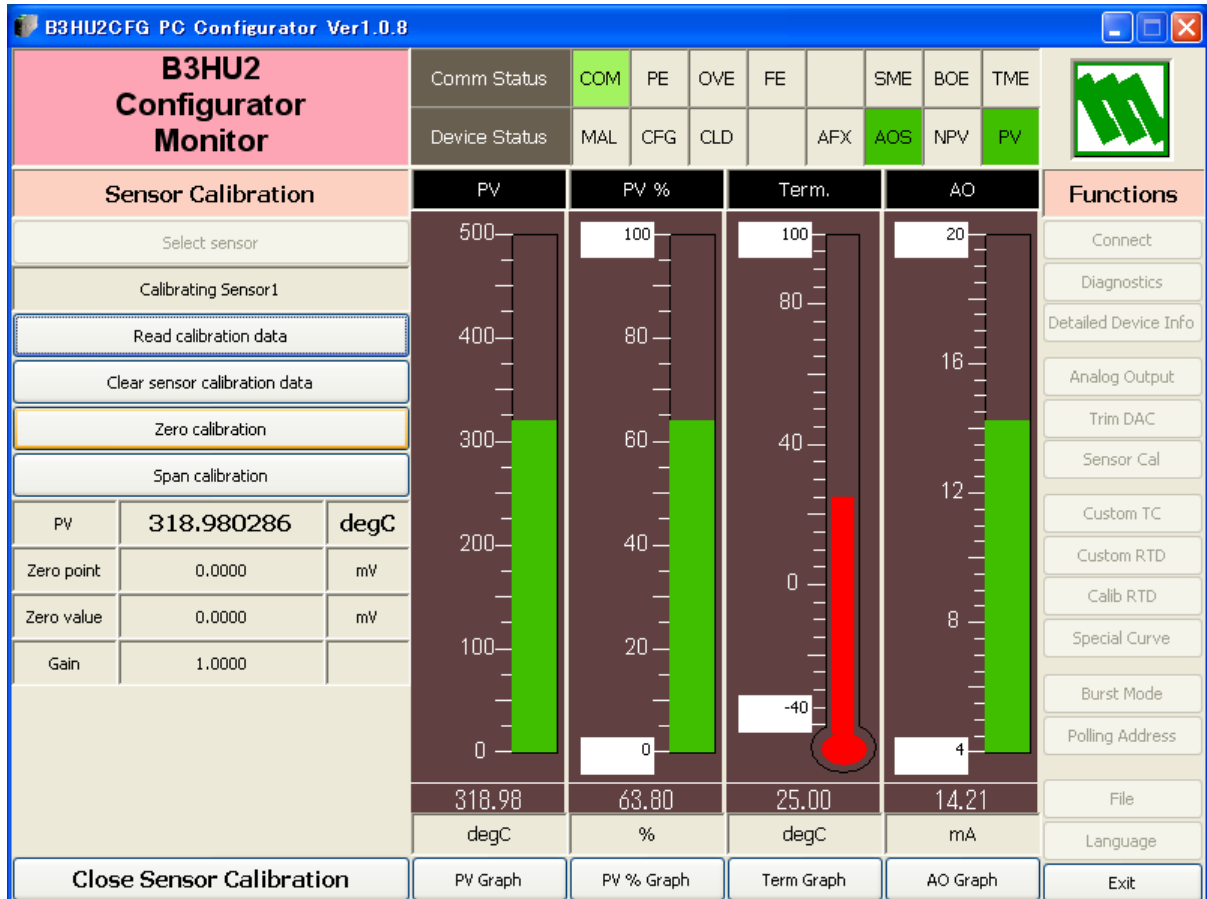 B3HU2CFG PC Configurator Ver1.0.8
B3HU2
Configurator
Monitor
Comm Status COM PE OVE FE SME BOE TME
Device Status MAL CFG CLD AFX AOS NPV PV
Sensor Calibration
Select sensor
Calibrating Sensor1
Read calibration data
Clear sensor calibration data
Zero calibration
Span calibration
PV 318.980286 degC
Zero point 0.0000 mV
Zero value 0.0000 mV
Gain 1.0000
Close Sensor Calibration
PV
500
400
300
200
100
0
318.98
degC
PV Graph
PV %
100
80
60
40
20
0
63.80
%
PV % Graph
Term.
100
80
40
0
-40
25.00
degC
Term Graph
AO
20
16
12
8
4
14.21
mA
AO Graph
Functions
Connect
Diagnostics
Detailed Device Info
Analog Output
Trim DAC
Sensor Cal
Custom TC
Custom RTD
Calib RTD
Special Curve
Burst Mode
Polling Address
File
Language
Exit